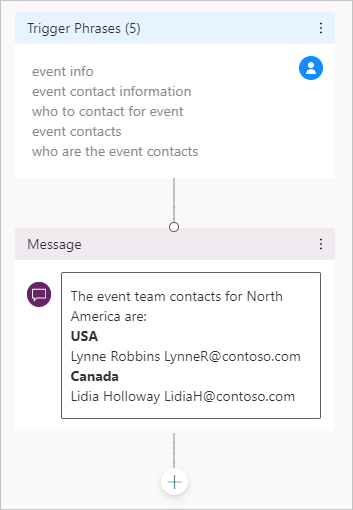 Trigger Phrases (5)
event info
event contact information
who to contact for event
event contacts
who are the event contacts
Message
The event team contacts for North
America are:
USA
Lynne Robbins LynneR@contoso.com
Canada
Lidia Holloway LidiaH@contoso.com